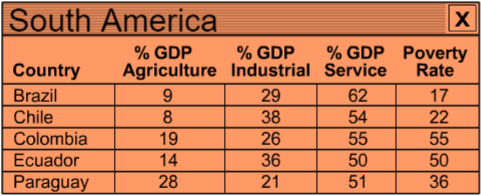 South America X
% GDP % GDP % GDP Poverty
Country Agriculture Industrial Service Rate
Brazil 9 29 62 17
Chile 8 38 54 22
Colombia 19 26 55 55
Ecuador 14 36 50 50
Paraguay 28 21 51 36